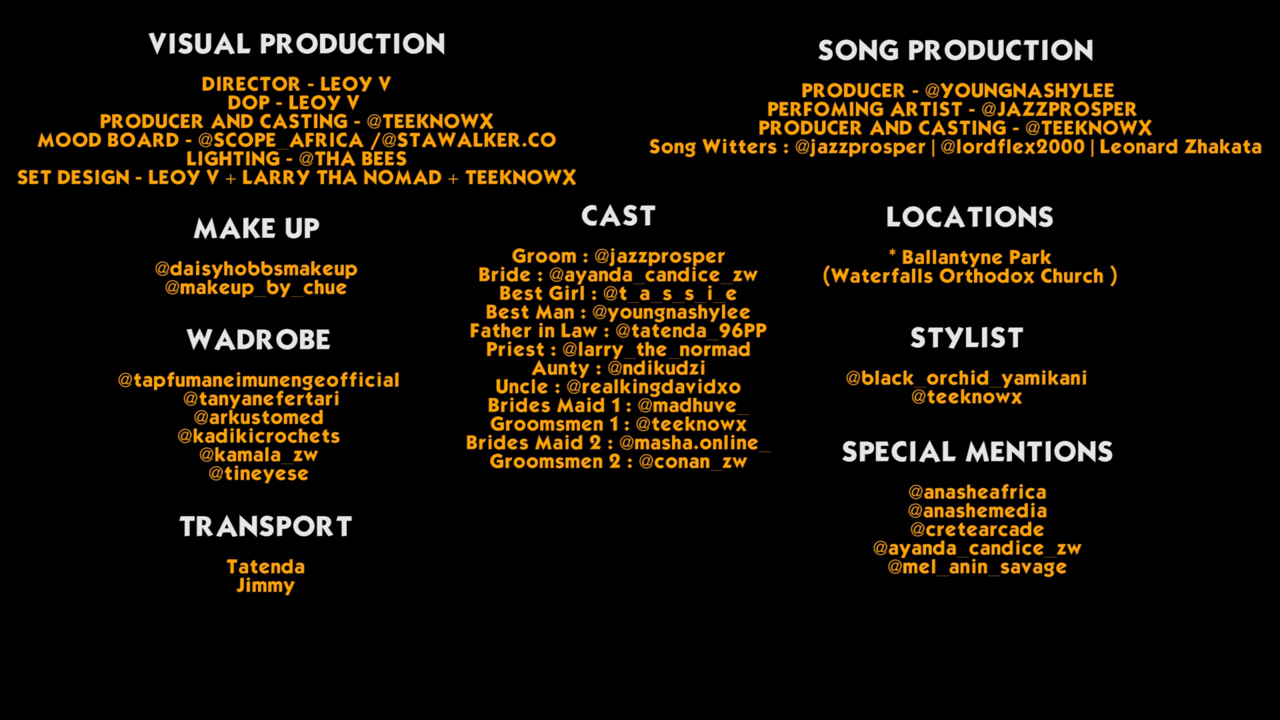 VISUAL PRODUCTION
DIRECTOR - LEOY V
DOP - LEOY V
PRODUCER AND CASTING - @TEEKNOWX
MOOD BOARD - @SCOPE_AFRICA /@STAWALKER.CO
LIGHTING - @THA BEES
SET DESIGN - LEOY V + LARRY THA NOMAD + TEEKNOWX
SONG PRODUCTION
PRODUCER - @YOUNGNASHYLEE
PERFOMING ARTIST - @JAZZPROSPER
PRODUCER AND CASTING - @TEEKNOWX
Song Witters : @jazzprosper | @lordflex2000 | Leonard Zhakata
MAKE UP
@daisyhobbsmakeup
@makeup_by_chue
WADROBE
@tapfumaneimunengeofficial
@tanyanefertari
@arkustomed
@kadikicrochets
@kamala_zw
@tineyese
TRANSPORT
Tatenda
Jimmy
CAST
Groom : @jazzprosper
Bride : @ayanda_candice_zw
Best Girl : @t_a_s_s_i_e
Best Man : @youngnashylee
Father in Law : @tatenda_96PP
Priest : @larry_the_normad
Aunty : @ndikudzi
Uncle : @realkingdavidxo
Brides Maid 1 : @madhuve_
Groomsmen 1 : @teeknowx
Brides Maid 2 : @masha.online_
Groomsmen 2 : @conan_zw
LOCATIONS
* Ballantyne Park
(Waterfalls Orthodox Church )
STYLIST
@black_orchid_yamikani
@teeknowx
SPECIAL MENTIONS
@anasheafrica
@anashemedia
@cretearcade
@ayanda_candice_zw
@mel_anin_savage